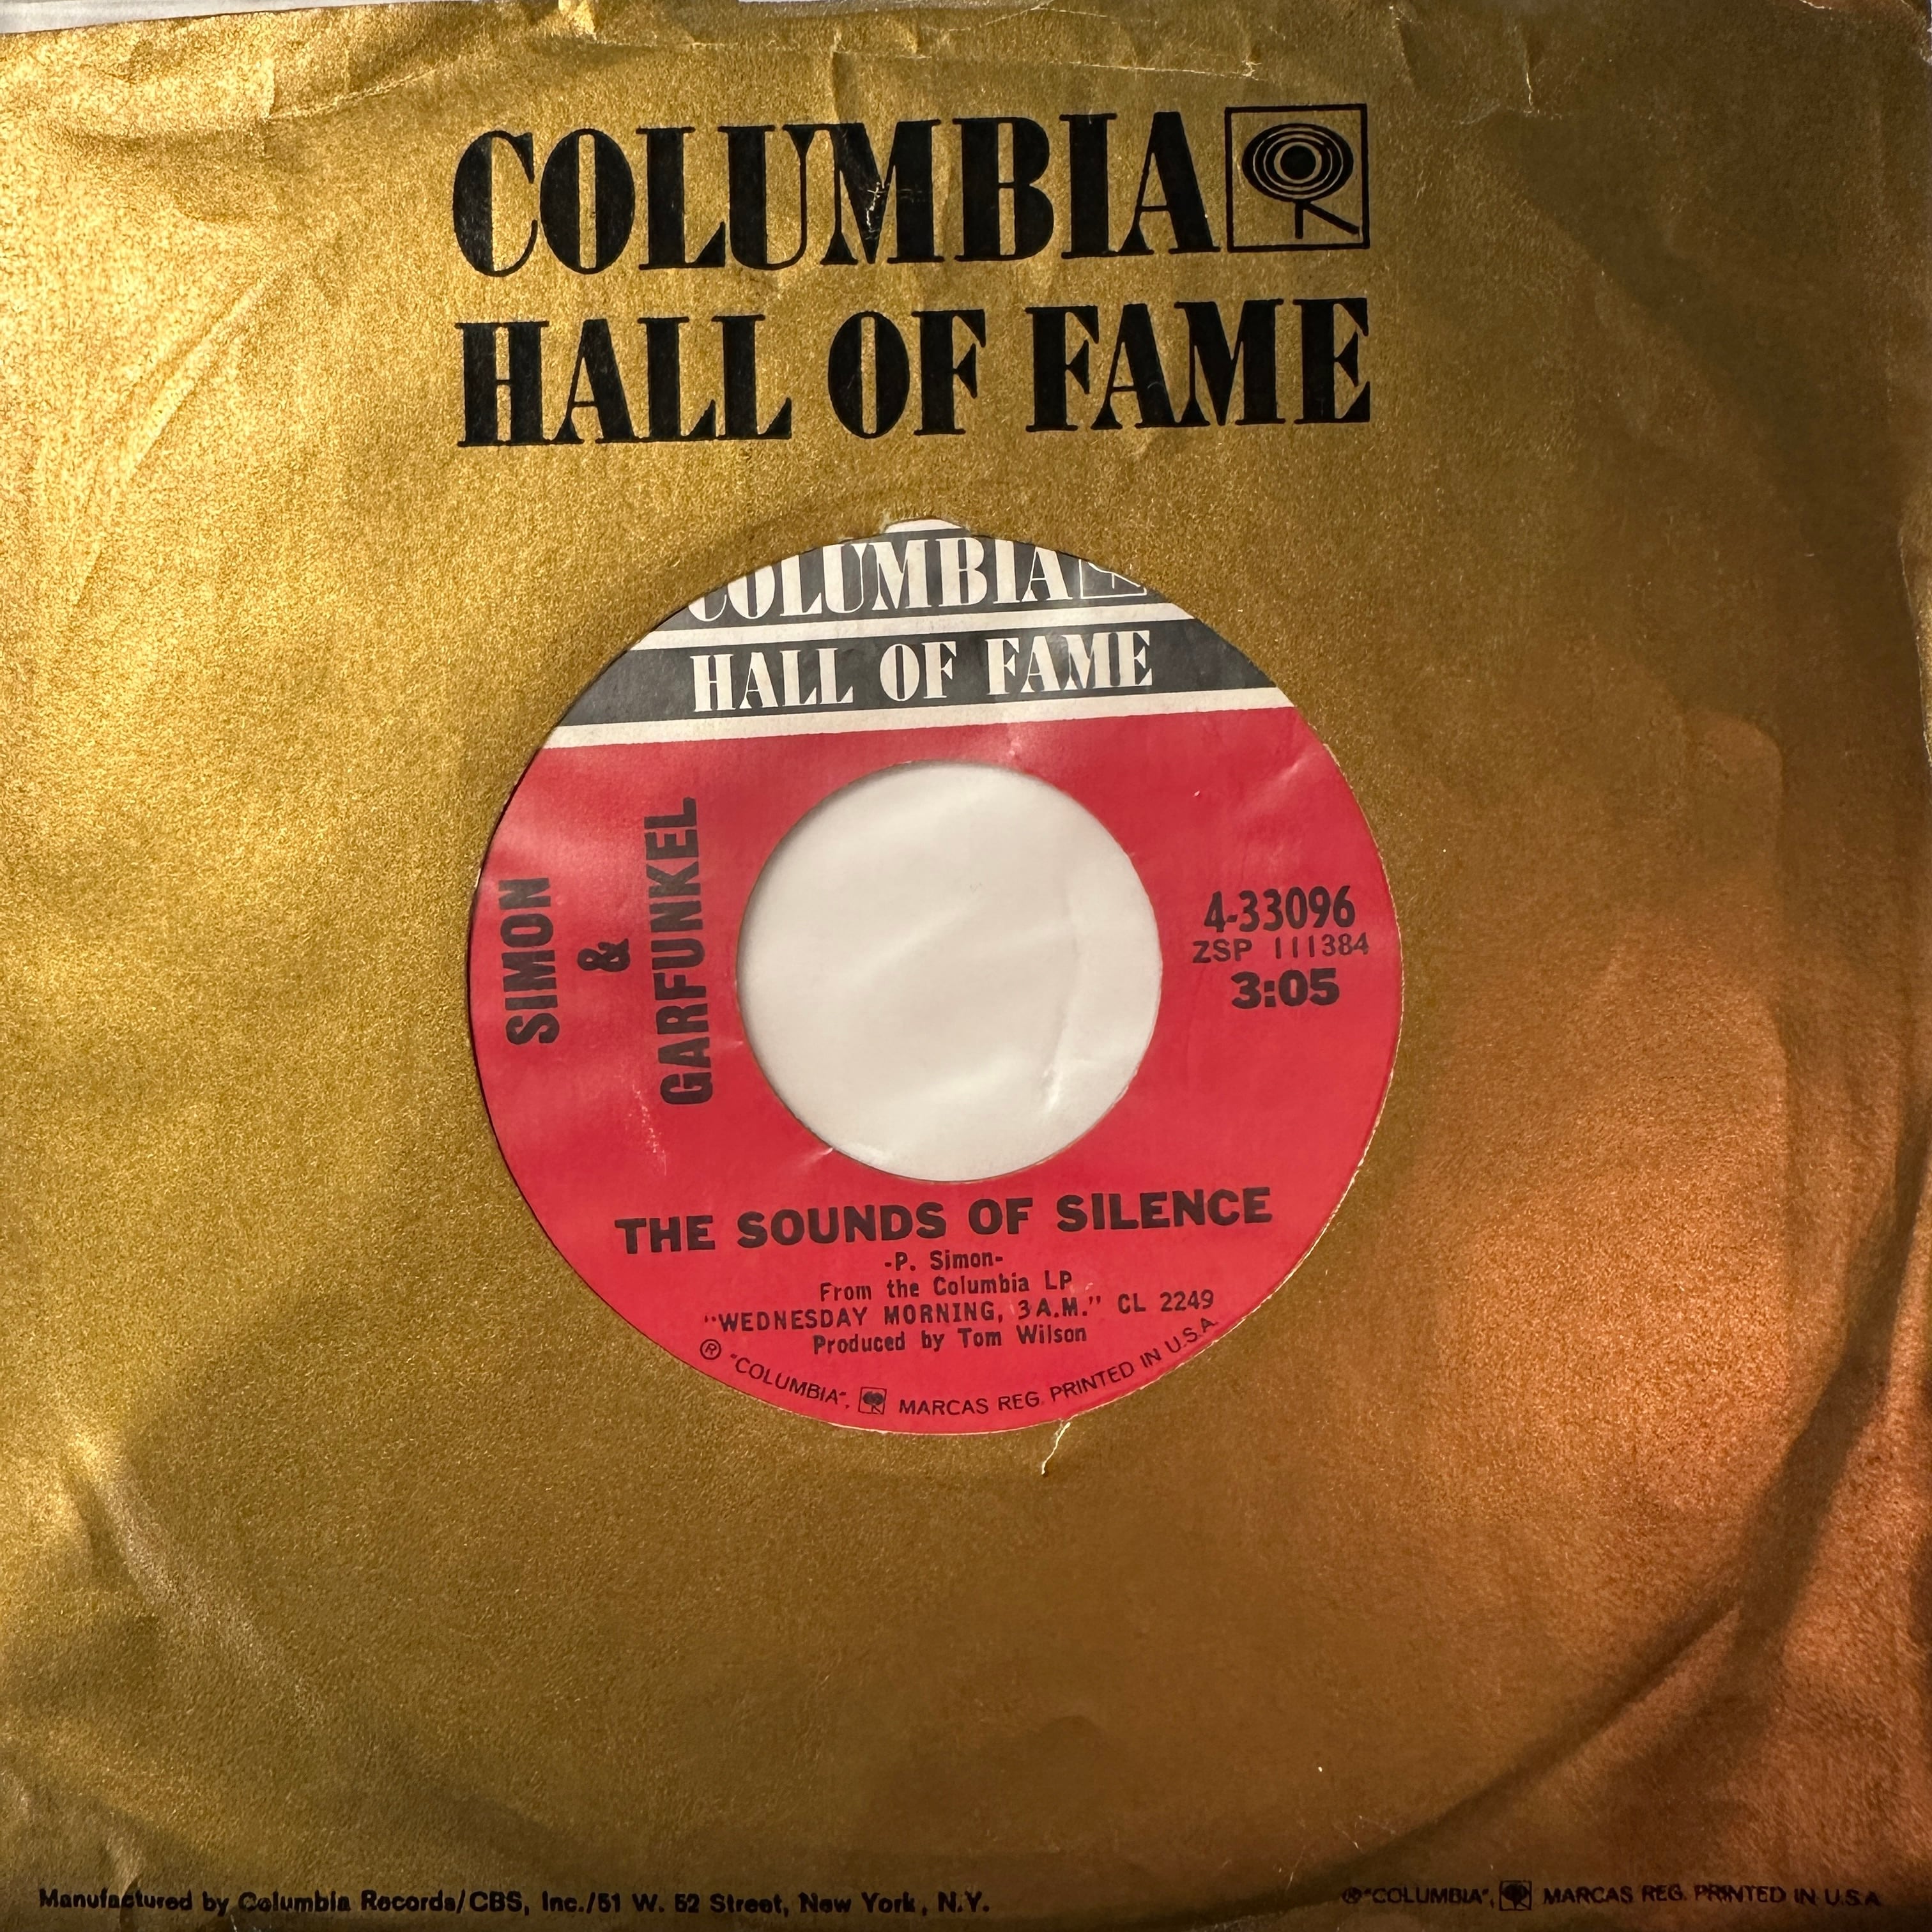 COLUMBIA
HALL OF FAME
COLUMBIA
HALL OF FAME
SIMON
&
GARFUNKEL
4-33096
ZSP 111384
3:05
THE SOUNDS OF SILENCE
-P. Simon-
From the Columbia LP
"WEDNESDAY MORNING, 3 A.M." CL 2249
Produced by Tom Wilson
® "COLUMBIA", MARCAS REG. PRINTED IN U.S.A.
Manufactured by Columbia Records/CBS, Inc./51 W. 52 Street, New York, N.Y.
® "COLUMBIA", MARCAS REG. PRINTED IN U.S.A